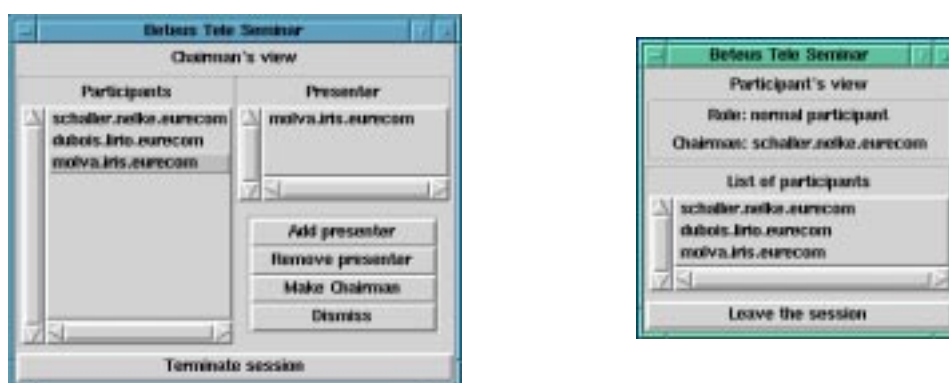 Beteus Tele Seminar
Chairman's view
Participants
schaller.nelke.eurecom
dubois.lirio.eurecom
molva.iris.eurecom
Presenter
molva.iris.eurecom
Add presenter
Remove presenter
Make Chairman
Dismiss
Terminate session
Beteus Tele Seminar
Participant's view
Role: normal participant
Chairman: schaller.nelke.eurecom
List of participants
schaller.nelke.eurecom
dubois.lirio.eurecom
molva.iris.eurecom
Leave the session